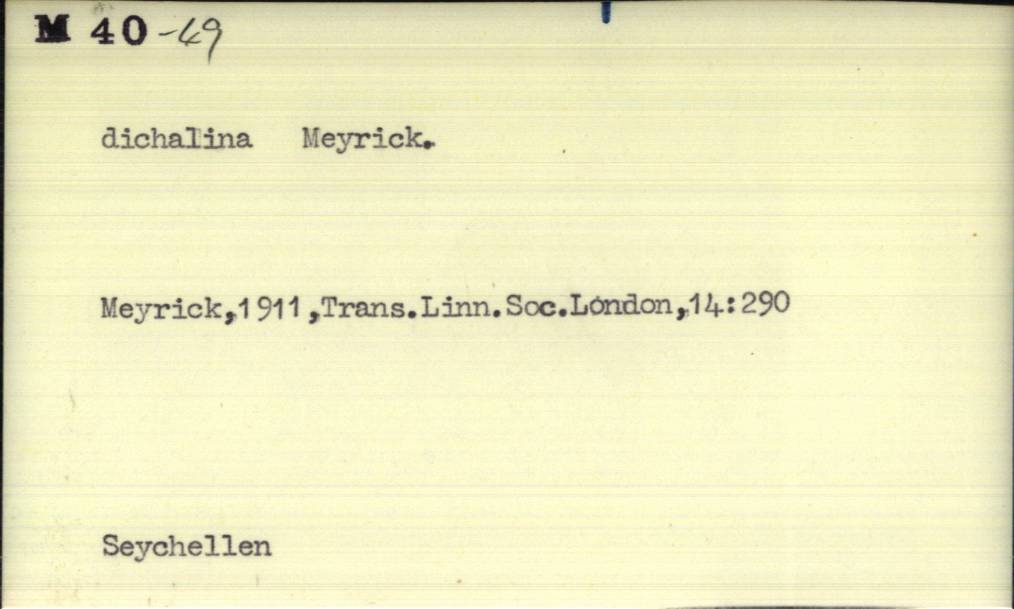 M 40-49
dichalina Meyrick.
Meyrick,1911,Trans.Linn.Soc.London,14:290
Seychellen